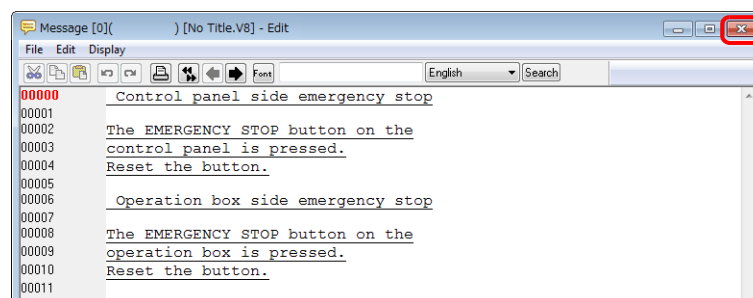 Message [0]( ) [No Title.V8] - Edit
File Edit Display
Font English Search
00000 Control panel side emergency stop
00001
00002 The EMERGENCY STOP button on the
00003 control panel is pressed.
00004 Reset the button.
00005
00006 Operation box side emergency stop
00007
00008 The EMERGENCY STOP button on the
00009 operation box is pressed.
00010 Reset the button.
00011